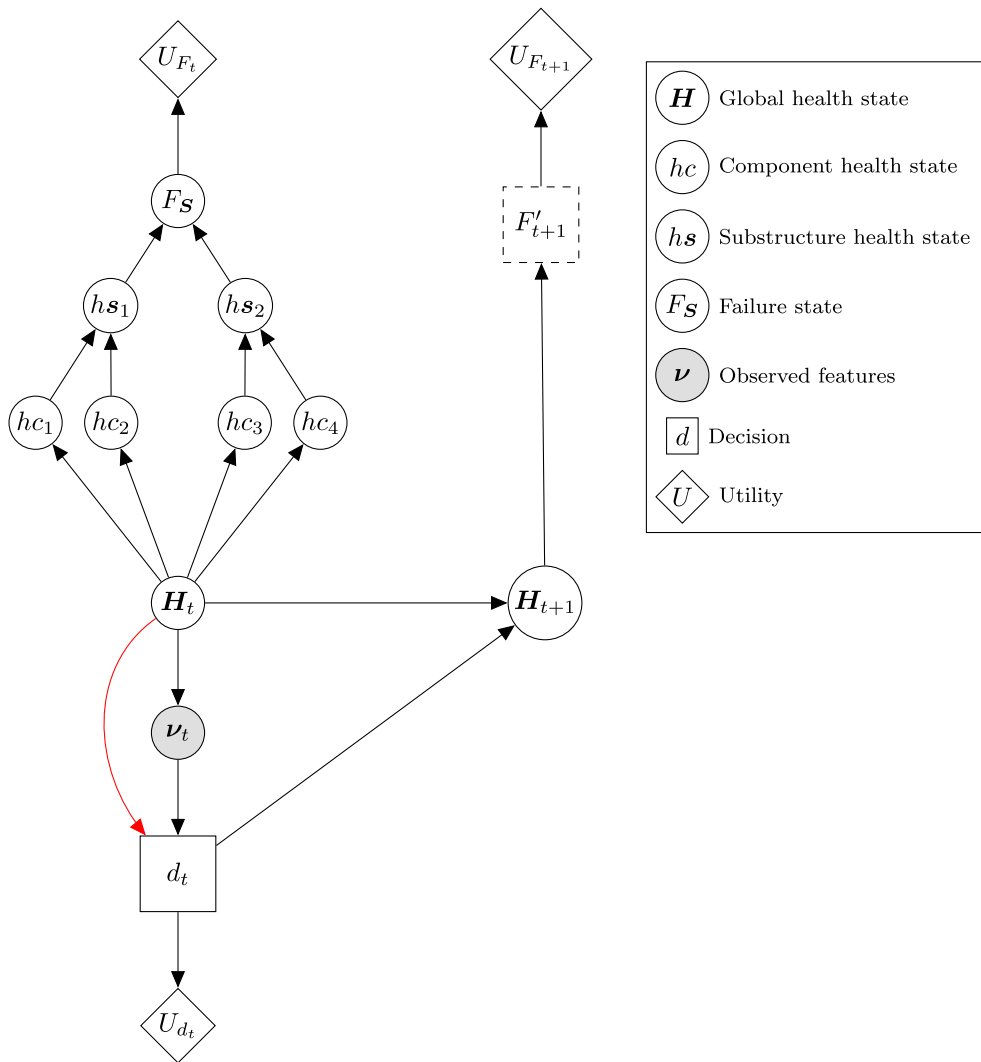 U_{F_t}
U_{F_{t+1}}
F_S
F'_{t+1}
hs_1
hs_2
hc_1
hc_2
hc_3
hc_4
H_t
H_{t+1}
ν_t
d_t
U_{d_t}
H Global health state
hc Component health state
hs Substructure health state
F_S Failure state
ν Observed features
d Decision
U Utility